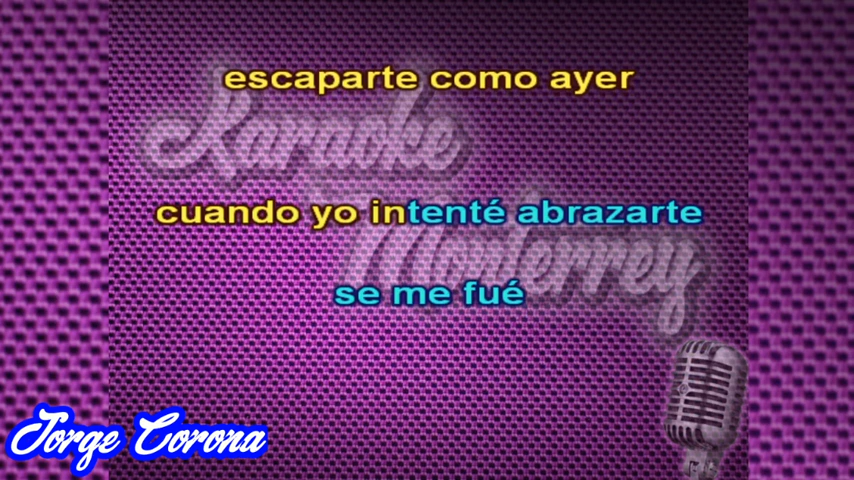 escaparte como ayer
Karaoke
cuando yo intenté abrazarte
Monterrey
se me fué
Jorge Corona